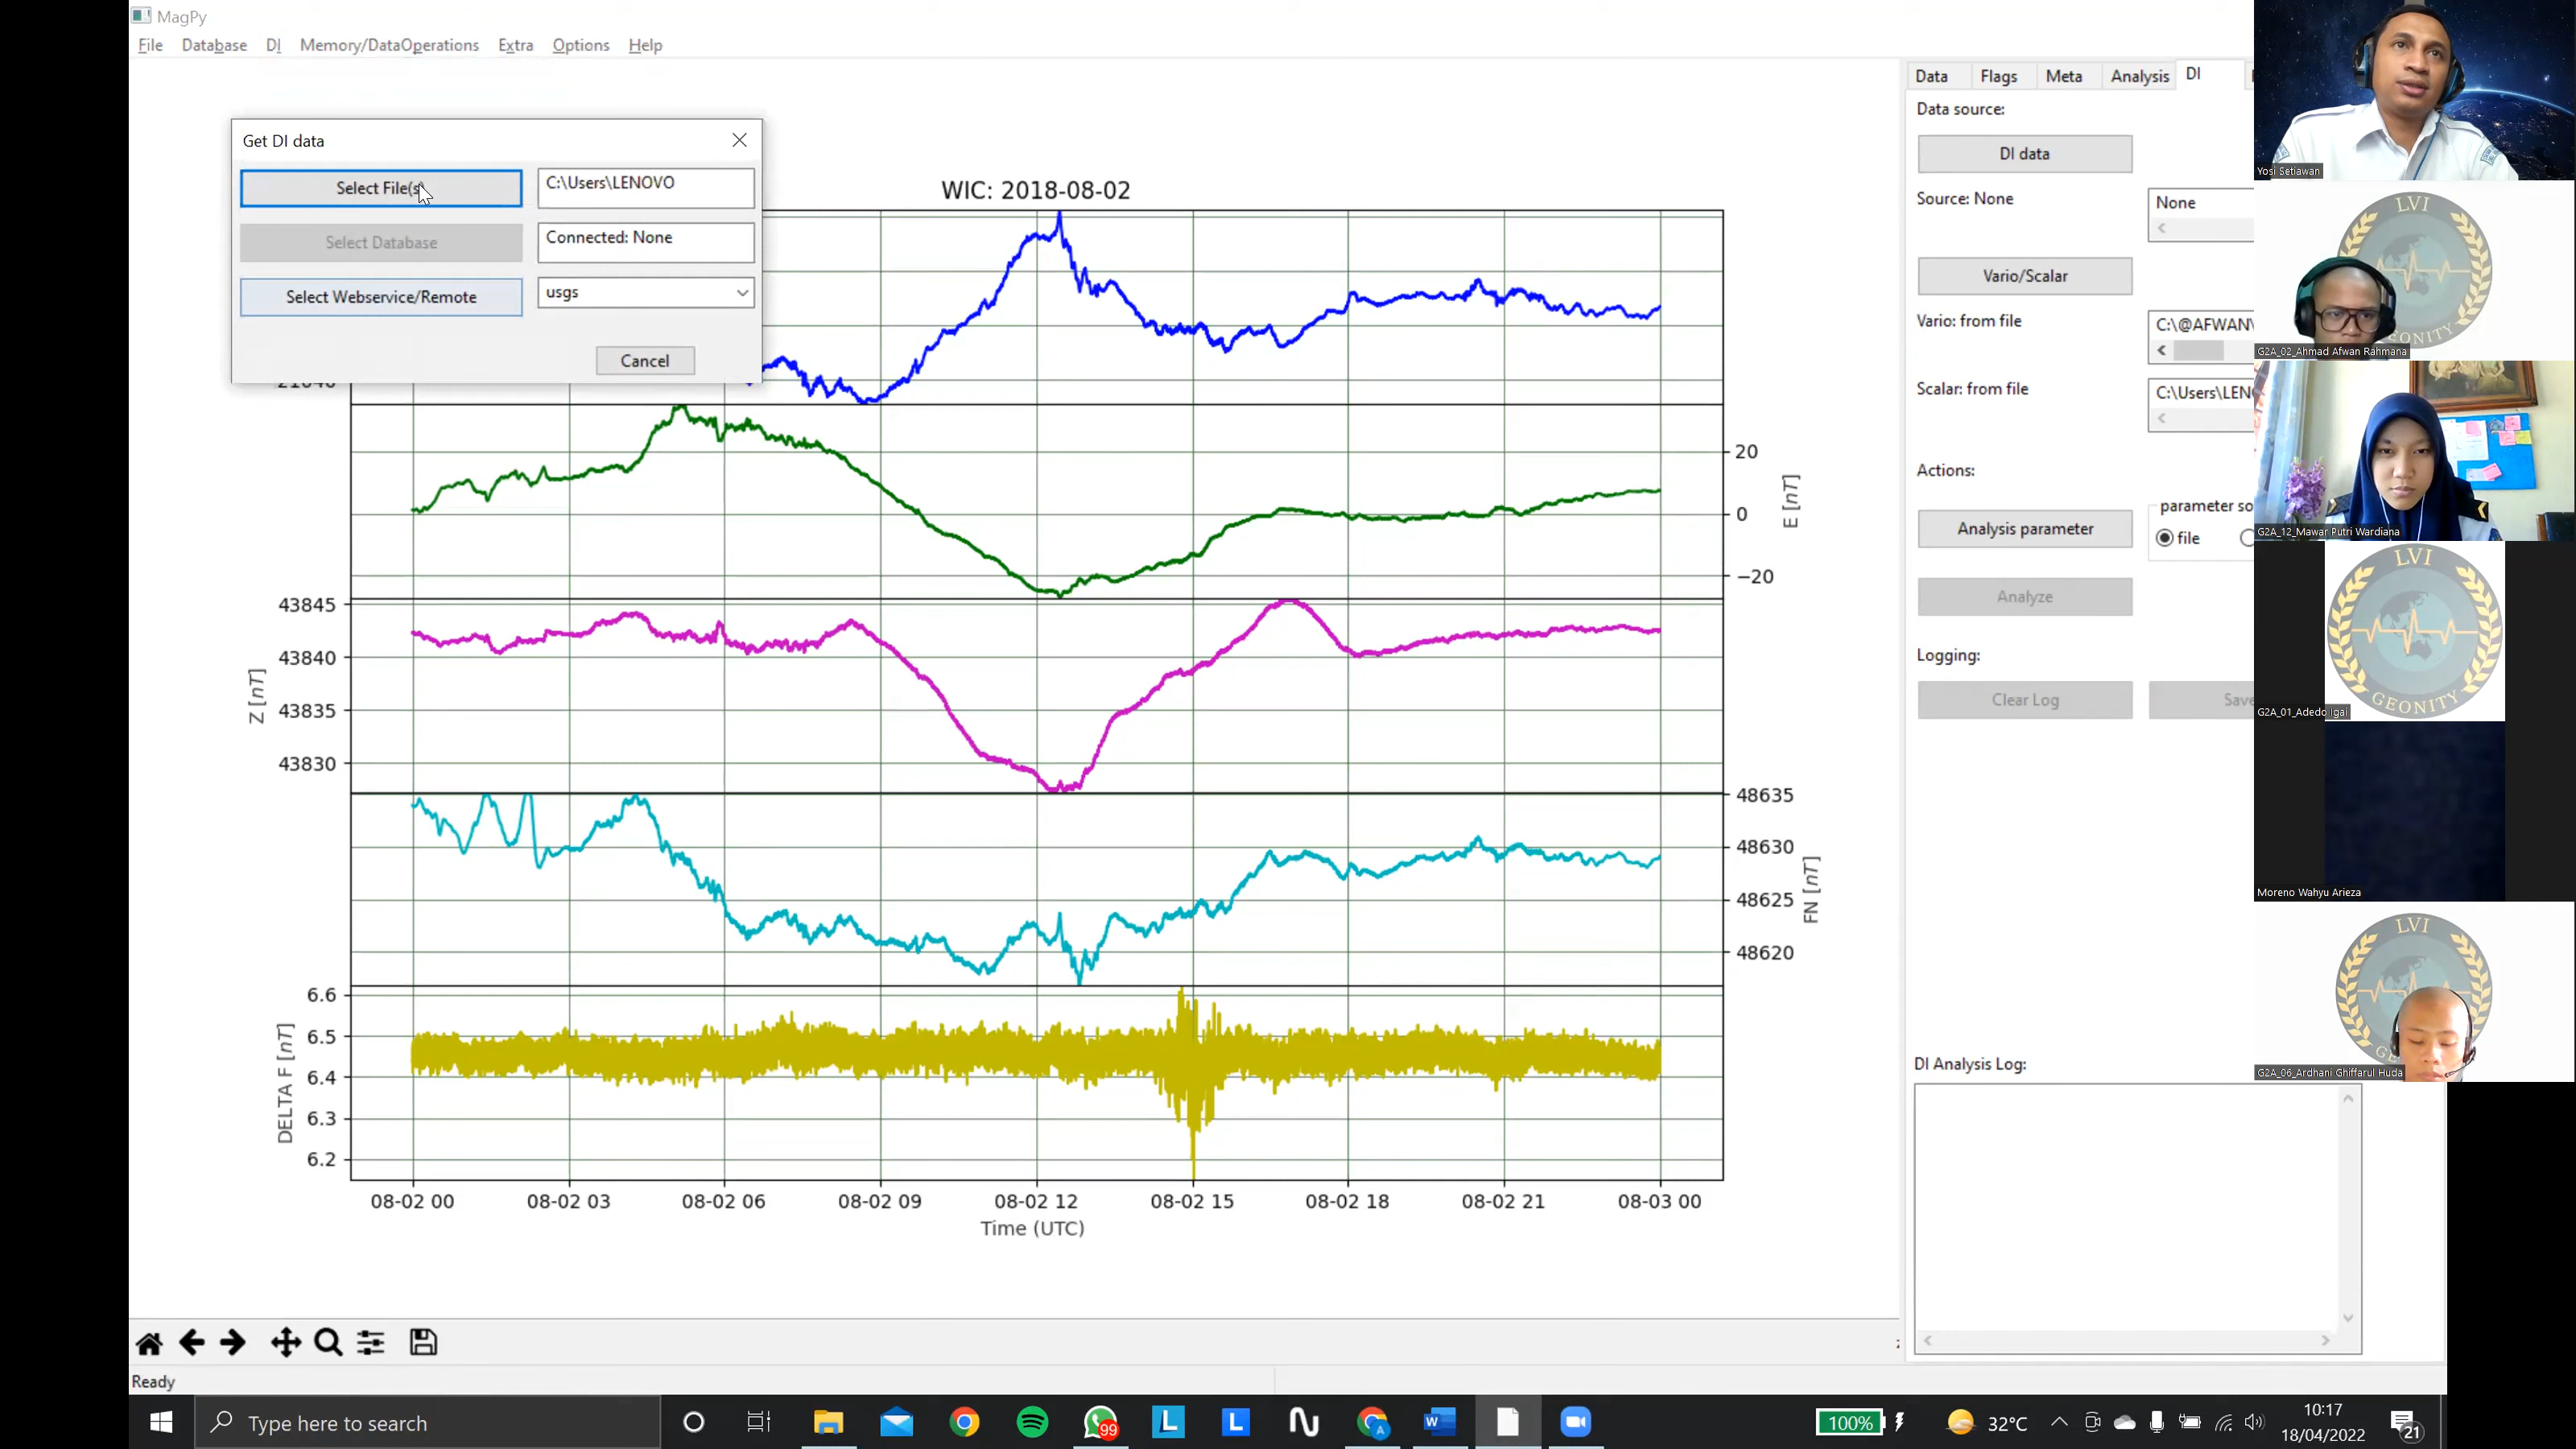 MagPy
File Database DI Memory/DataOperations Extra Options Help
Get DI data
Select File(s)
C:\Users\LENOVO
Select Database
Connected: None
Select Webservice/Remote
usgs
Cancel
WIC: 2018-08-02
20
0
-20
E [nT]
43845
43840
43835
43830
Z [nT]
48635
48630
48625
48620
FN [nT]
6.6
6.5
6.4
6.3
6.2
DELTA F [nT]
08-02 00 08-02 03 08-02 06 08-02 09 08-02 12 08-02 15 08-02 18 08-02 21 08-03 00
Time (UTC)
Data Flags Meta Analysis DI
Data source:
DI data
Source: None
None
Vario/Scalar
Vario: from file
C:\@AFWAN\
Scalar: from file
C:\Users\LEN
Actions:
parameter so
Analysis parameter
file
Analyze
Logging:
Clear Log
Save
DI Analysis Log:
Yosi Setiawan
LVI
GEONITY
G2A_02_Ahmad Afwan Rahmana
G2A_12_Mawar Putri Wardiana
LVI
GEONITY
G2A_01_Adedo Igai
Moreno Wahyu Arieza
LVI
G2A_06_Ardhani Ghiffarul Huda
Ready
Type here to search
99
100%
32°C
10:17
18/04/2022
21